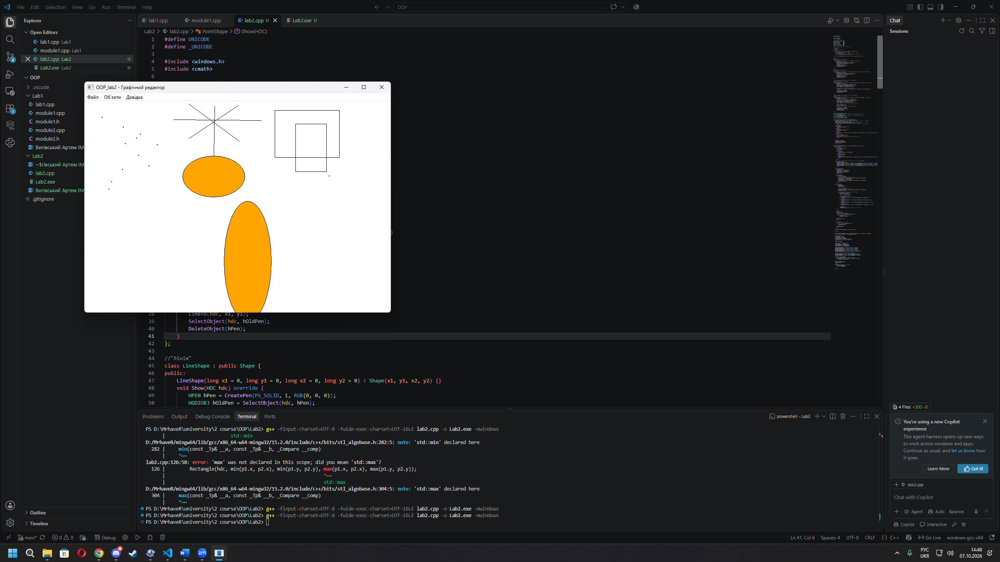 File Edit Selection View Go Run Terminal Help
OOP
Explorer
Open Editors
lab1.cpp Lab1
module1.cpp Lab1
lab2.cpp Lab2 U
Lab2.exe Lab2 U
OOP
.vscode
Lab1
lab1.cpp
module1.cpp
module1.h
module2.cpp
module2.h
Вигівський Артем ІМ
Lab2
~$гівський Артем ІМ
lab2.cpp
Lab2.exe
Вигівський Артем ІМ
.gitignore
Outline
Timeline
lab1.cpp module1.cpp lab2.cpp U Lab2.exe U
Lab2 > lab2.cpp > PointShape > Show(HDC)
1 #define UNICODE
2 #define _UNICODE
3
4 #include <windows.h>
5 #include <cmath>
6
OOP_lab2 - Графічний редактор
Файл Об'єкти Довідка
)
38 LineTo(hdc, x1, y1);
39 SelectObject(hdc, hOldPen);
40 DeleteObject(hPen);
41 }
42 };
43
44 //"Лінія"
45 class LineShape : public Shape {
46 public:
47 LineShape(long x1 = 0, long y1 = 0, long x2 = 0, long y2 = 0) : Shape(x1, y1, x2, y2) {}
48 void Show(HDC hdc) override {
49 HPEN hPen = CreatePen(PS_SOLID, 1, RGB(0, 0, 0));
50 HGDIOBJ hOldPen = SelectObject(hdc, hPen);
Problems Output Debug Console Terminal Ports
powershell - Lab2
PS D:\MrhaveR\university\2 course\OOP\Lab2> g++ -finput-charset=UTF-8 -fwide-exec-charset=UTF-16LE lab2.cpp -o Lab2.exe -mwindows
| std::min
D:/MrhaveR/mingw64/lib/gcc/x86_64-w64-mingw32/15.2.0/include/c++/bits/stl_algobase.h:282:5: note: 'std::min' declared here
282 | min(const _Tp& __a, const _Tp& __b, _Compare __comp)
| ^~~
lab2.cpp:126:58: error: 'max' was not declared in this scope; did you mean 'std::max'?
126 | Rectangle(hdc, min(p1.x, p2.x), min(p1.y, p2.y), max(p1.x, p2.x), max(p1.y, p2.y));
| ^~~
| std::max
D:/MrhaveR/mingw64/lib/gcc/x86_64-w64-mingw32/15.2.0/include/c++/bits/stl_algobase.h:304:5: note: 'std::max' declared here
304 | max(const _Tp& __a, const _Tp& __b, _Compare __comp)
| ^~~
PS D:\MrhaveR\university\2 course\OOP\Lab2> g++ -finput-charset=UTF-8 -fwide-exec-charset=UTF-16LE lab2.cpp -o Lab2.exe -mwindows
PS D:\MrhaveR\university\2 course\OOP\Lab2> g++ -finput-charset=UTF-8 -fwide-exec-charset=UTF-16LE lab2.cpp -o Lab2.exe -mwindows
PS D:\MrhaveR\university\2 course\OOP\Lab2>
Chat
Sessions
4 Files +300 -0
You're using a new Copilot
experience
This agent harness opens up new ways
to work across windows and apps.
Continue as usual, and let us know how
it goes.
Learn More Got it!
lab2.cpp
Chat with Copilot
Agent Auto Balance
Copilot Interactive
main* 0 0 Debug
Ln 41, Col 6 Spaces: 4 UTF-8 CRLF { } C++ Go Live windows-gcc-x64
4
1
1011
zm
РУС
UKR
14:48
07.10.2026